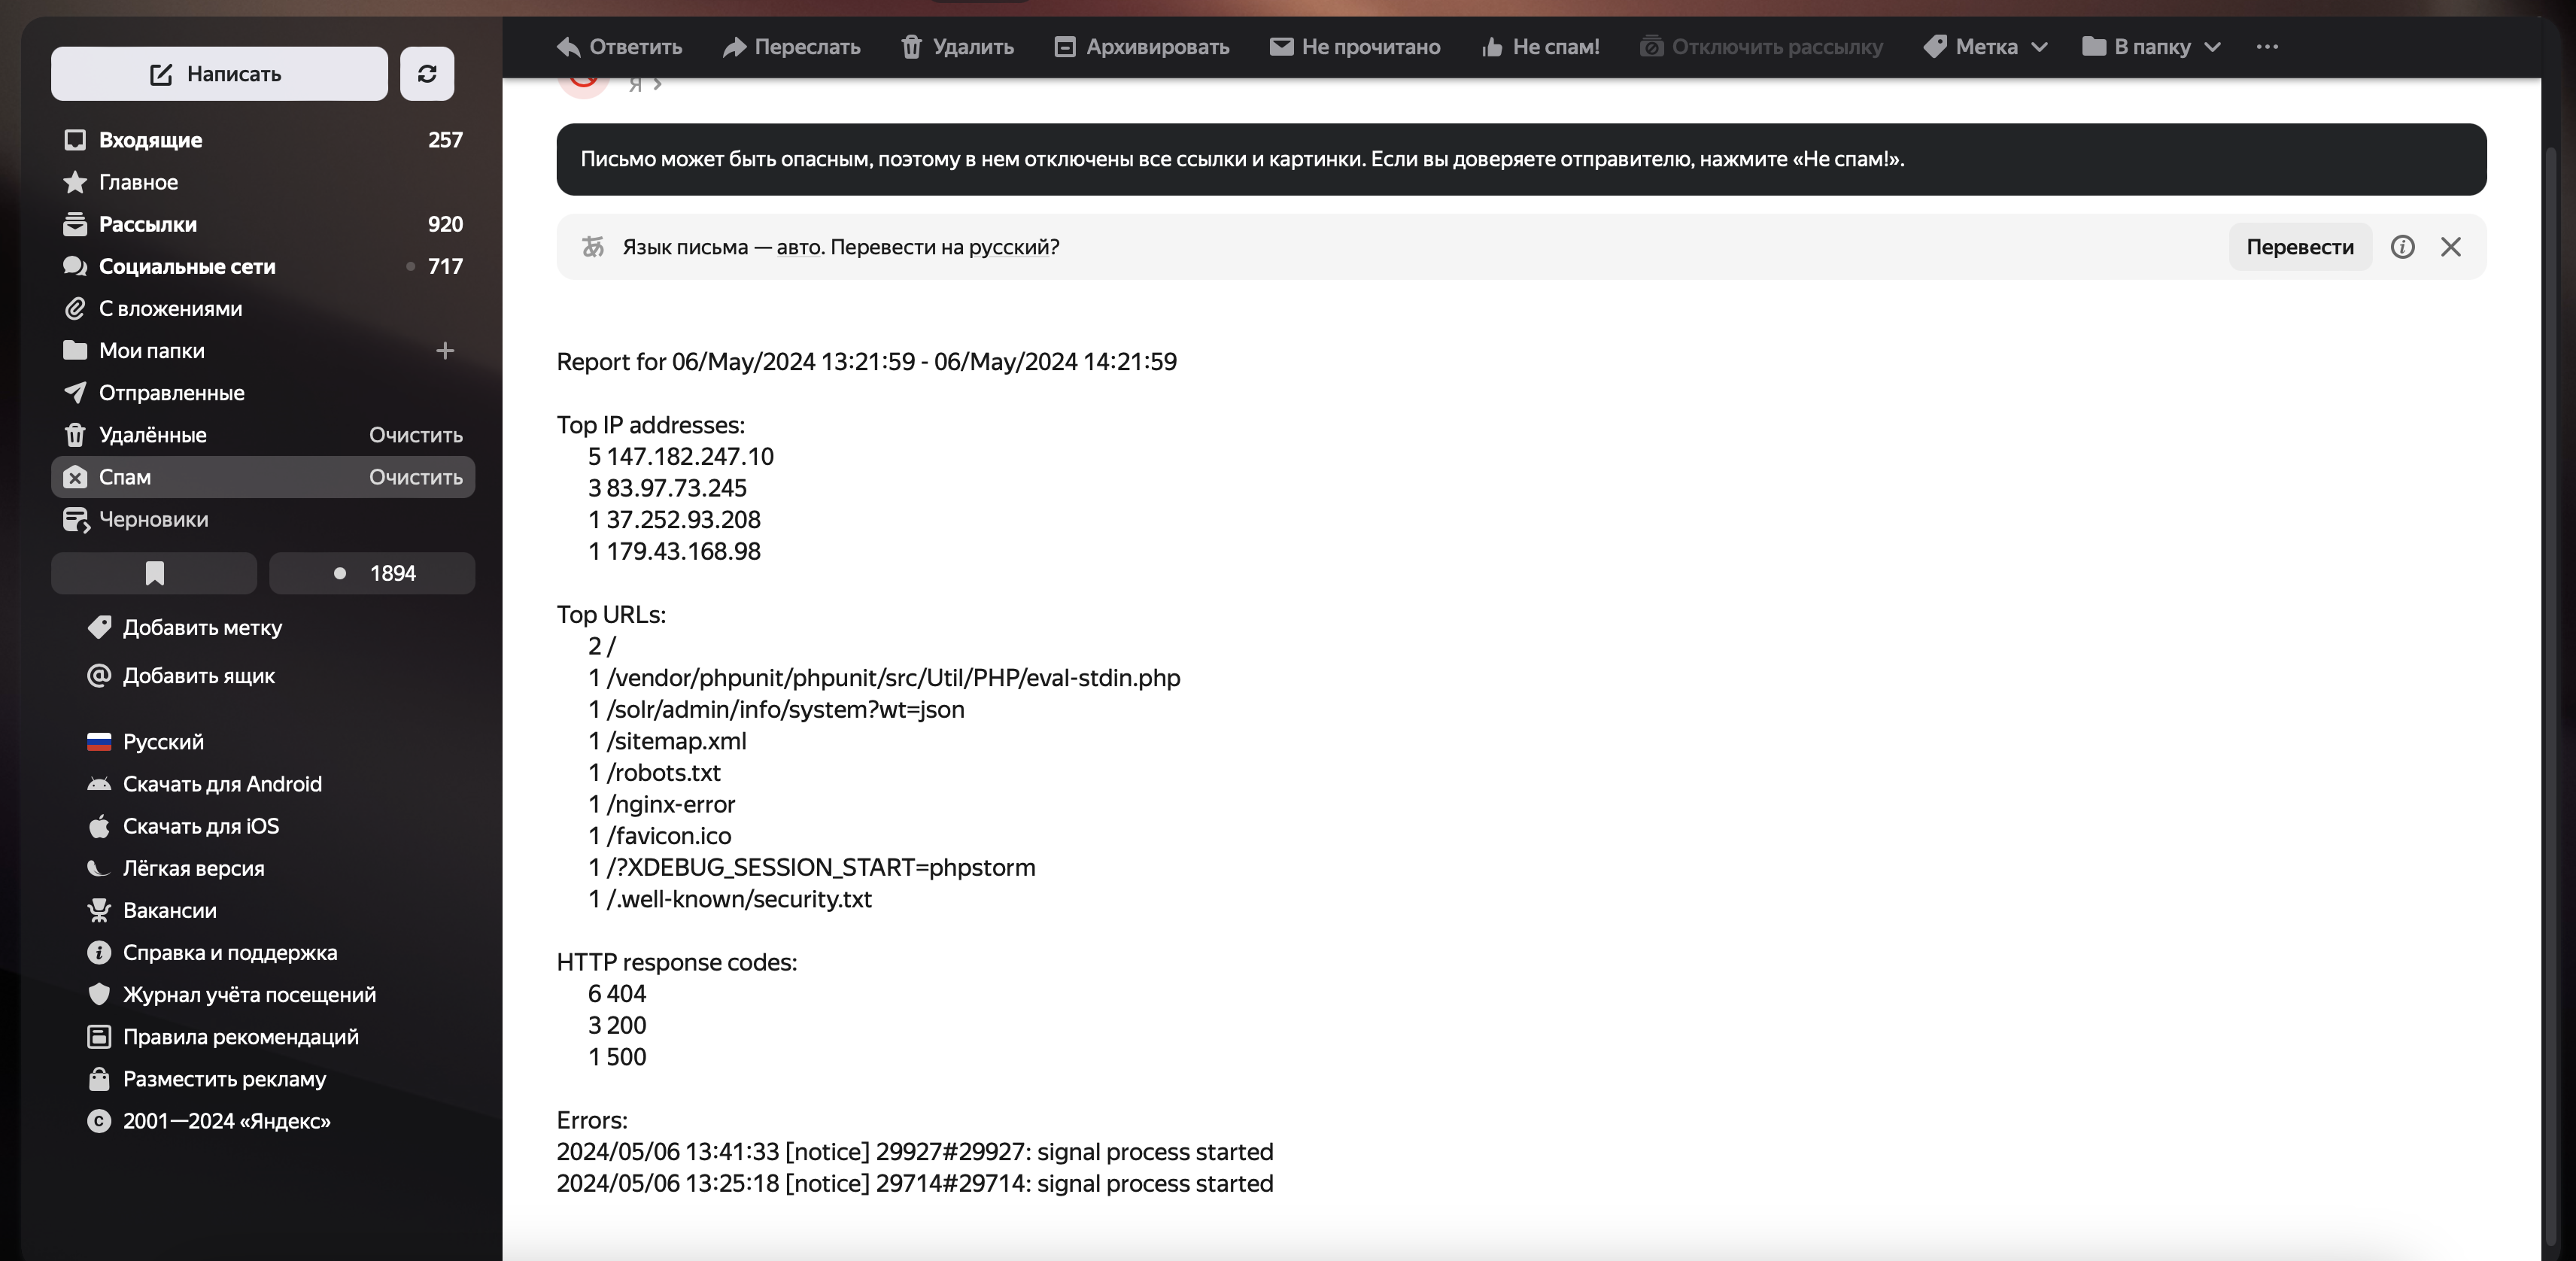 Написать
Входящие 257
Главное
Рассылки 920
Социальные сети 717
С вложениями
Мои папки
Отправленные
Удалённые Очистить
Спам Очистить
Черновики
1894
Добавить метку
Добавить ящик
Русский
Скачать для Android
Скачать для iOS
Лёгкая версия
Вакансии
Справка и поддержка
Журнал учёта посещений
Правила рекомендаций
Разместить рекламу
2001—2024 «Яндекс»
Ответить Переслать Удалить Архивировать Не прочитано Не спам! Отключить рассылку Метка В папку
Я
Письмо может быть опасным, поэтому в нем отключены все ссылки и картинки. Если вы доверяете отправителю, нажмите «Не спам!».
Язык письма — авто. Перевести на русский? Перевести
Report for 06/May/2024 13:21:59 - 06/May/2024 14:21:59
Top IP addresses:
5 147.182.247.10
3 83.97.73.245
1 37.252.93.208
1 179.43.168.98
Top URLs:
2 /
1 /vendor/phpunit/phpunit/src/Util/PHP/eval-stdin.php
1 /solr/admin/info/system?wt=json
1 /sitemap.xml
1 /robots.txt
1 /nginx-error
1 /favicon.ico
1 /?XDEBUG_SESSION_START=phpstorm
1 /.well-known/security.txt
HTTP response codes:
6 404
3 200
1 500
Errors:
2024/05/06 13:41:33 [notice] 29927#29927: signal process started
2024/05/06 13:25:18 [notice] 29714#29714: signal process started